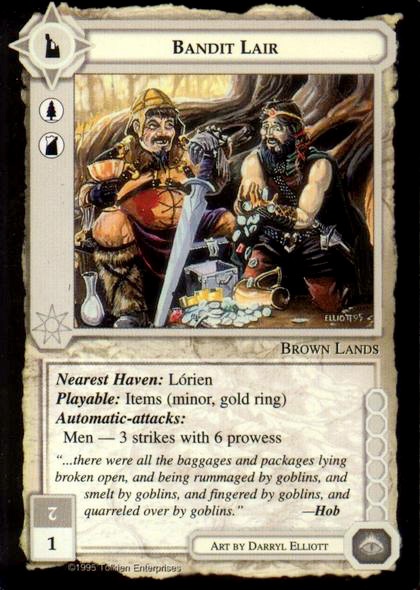 BANDIT LAIR
ELLIOTT 95
BROWN LANDS
Nearest Haven: Lórien
Playable: Items (minor, gold ring)
Automatic-attacks:
Men — 3 strikes with 6 prowess
“...there were all the baggages and packages lying
broken open, and being rummaged by goblins, and
smelt by goblins, and fingered by goblins, and
quarreled over by goblins.” —Hob
2
1
ART BY DARRYL ELLIOTT
©1995 Tolkien Enterprises